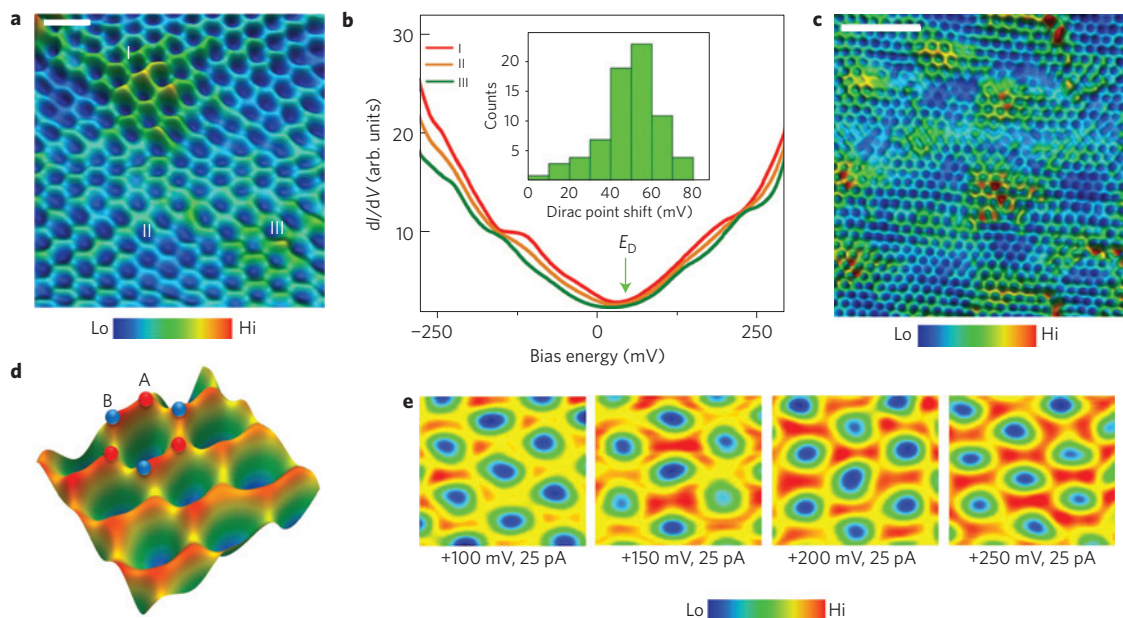 a
I
II
III
Lo
Hi
b
30
20
10
dI/dV (arb. units)
I
II
III
20
15
10
5
Counts
0
20
40
60
80
Dirac point shift (mV)
E_D
−250
0
250
Bias energy (mV)
c
Lo
Hi
d
A
B
e
+100 mV, 25 pA
+150 mV, 25 pA
+200 mV, 25 pA
+250 mV, 25 pA
Lo
Hi